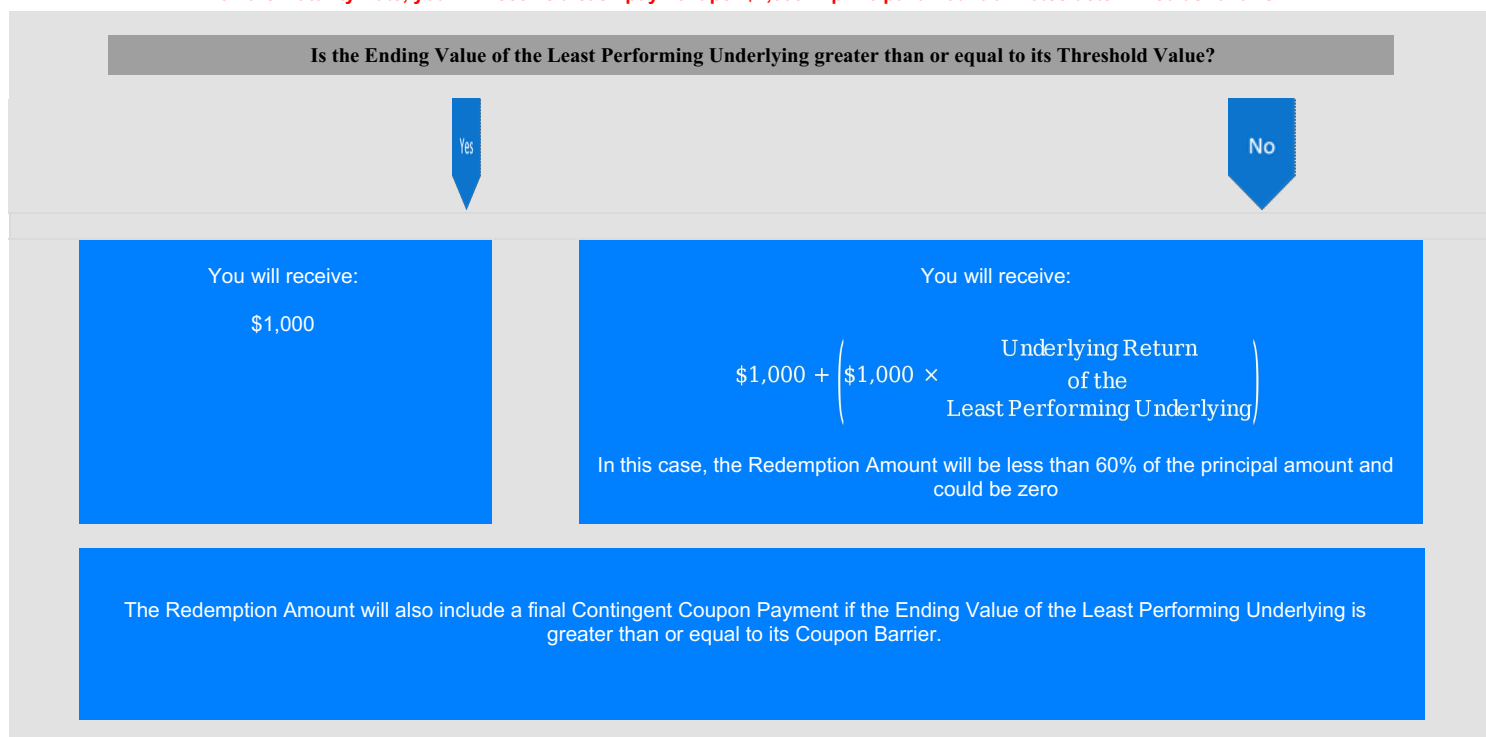 Is the Ending Value of the Least Performing Underlying greater than or equal to its Threshold Value?
Yes
No
You will receive:
$1,000
You will receive:
$1,000 + ($1,000 × Underlying Return
of the
Least Performing Underlying)
In this case, the Redemption Amount will be less than 60% of the principal amount and
could be zero
The Redemption Amount will also include a final Contingent Coupon Payment if the Ending Value of the Least Performing Underlying is
greater than or equal to its Coupon Barrier.